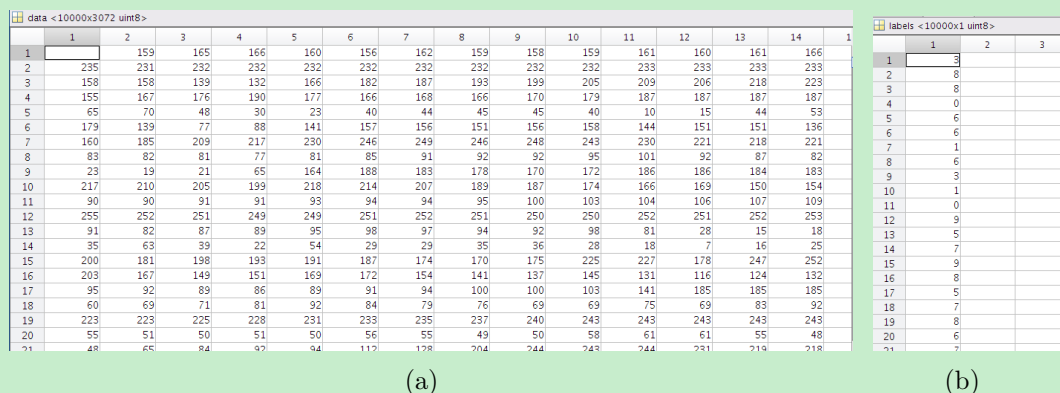 data <10000x3072 uint8>
1 2 3 4 5 6 7 8 9 10 11 12 13 14 1
1 159 165 166 160 156 162 159 158 159 161 160 161 166
2 235 231 232 232 232 232 232 232 232 232 233 233 233 233
3 158 158 139 132 166 182 187 193 199 205 209 206 218 223
4 155 167 176 190 177 166 168 166 170 179 187 187 187 187
5 65 70 48 30 23 40 44 45 45 40 10 15 44 53
6 179 139 77 88 141 157 156 151 156 158 144 151 151 136
7 160 185 209 217 230 246 249 246 248 243 230 221 218 221
8 83 82 81 77 81 85 91 92 92 95 101 92 87 82
9 23 19 21 65 164 188 183 178 170 172 186 186 184 183
10 217 210 205 199 218 214 207 189 187 174 166 169 150 154
11 90 90 91 91 93 94 94 95 100 103 104 106 107 109
12 255 252 251 249 249 251 252 251 250 250 252 251 252 253
13 91 82 87 89 95 98 97 94 92 98 81 28 15 18
14 35 63 39 22 54 29 29 35 36 28 18 7 16 25
15 200 181 198 193 191 187 174 170 175 225 227 178 247 252
16 203 167 149 151 169 172 154 141 137 145 131 116 124 132
17 95 92 89 86 89 91 94 100 100 103 141 185 185 185
18 60 69 71 81 92 84 79 76 69 69 75 69 83 92
19 223 223 225 228 231 233 235 237 240 243 243 243 243 243
20 55 51 50 51 50 56 55 49 50 58 61 61 55 48
21 48 65 84 92 94 112 128 204 244 243 244 231 219 218
(a)
labels <10000x1 uint8>
1 2 3
1 3
2 8
3 8
4 0
5 6
6 6
7 1
8 6
9 3
10 1
11 0
12 9
13 5
14 7
15 9
16 8
17 5
18 7
19 8
20 6
21 7
(b)